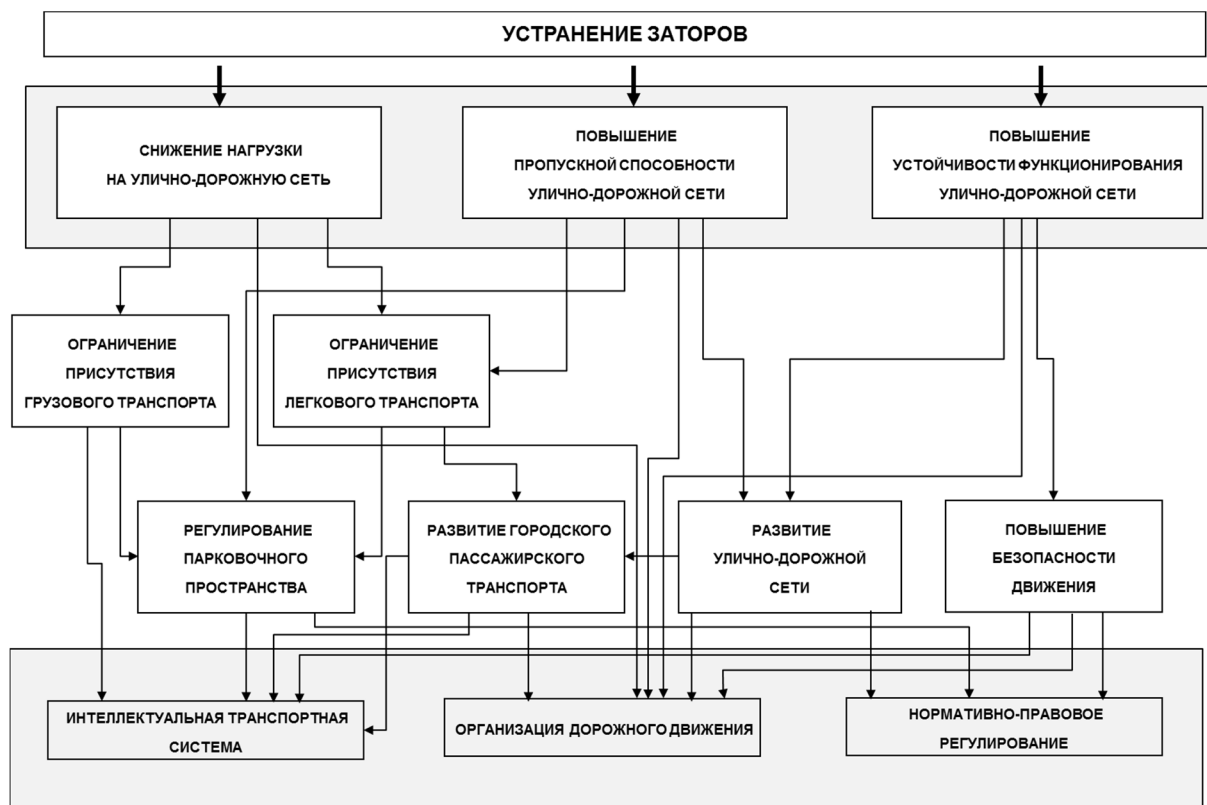 УСТРАНЕНИЕ ЗАТОРОВ
СНИЖЕНИЕ НАГРУЗКИ
НА УЛИЧНО-ДОРОЖНУЮ СЕТЬ
ПОВЫШЕНИЕ
ПРОПУСКНОЙ СПОСОБНОСТИ
УЛИЧНО-ДОРОЖНОЙ СЕТИ
ПОВЫШЕНИЕ
УСТОЙЧИВОСТИ ФУНКЦИОНИРОВАНИЯ
УЛИЧНО-ДОРОЖНОЙ СЕТИ
ОГРАНИЧЕНИЕ
ПРИСУТСТВИЯ
ГРУЗОВОГО ТРАНСПОРТА
ОГРАНИЧЕНИЕ
ПРИСУТСТВИЯ
ЛЕГКОВОГО ТРАНСПОРТА
РЕГУЛИРОВАНИЕ
ПАРКОВОЧНОГО
ПРОСТРАНСТВА
РАЗВИТИЕ ГОРОДСКОГО
ПАССАЖИРСКОГО
ТРАНСПОРТА
РАЗВИТИЕ
УЛИЧНО-ДОРОЖНОЙ
СЕТИ
ПОВЫШЕНИЕ
БЕЗОПАСНОСТИ
ДВИЖЕНИЯ
ИНТЕЛЛЕКТУАЛЬНАЯ ТРАНСПОРТНАЯ
СИСТЕМА
ОРГАНИЗАЦИЯ ДОРОЖНОГО ДВИЖЕНИЯ
НОРМАТИВНО-ПРАВОВОЕ
РЕГУЛИРОВАНИЕ